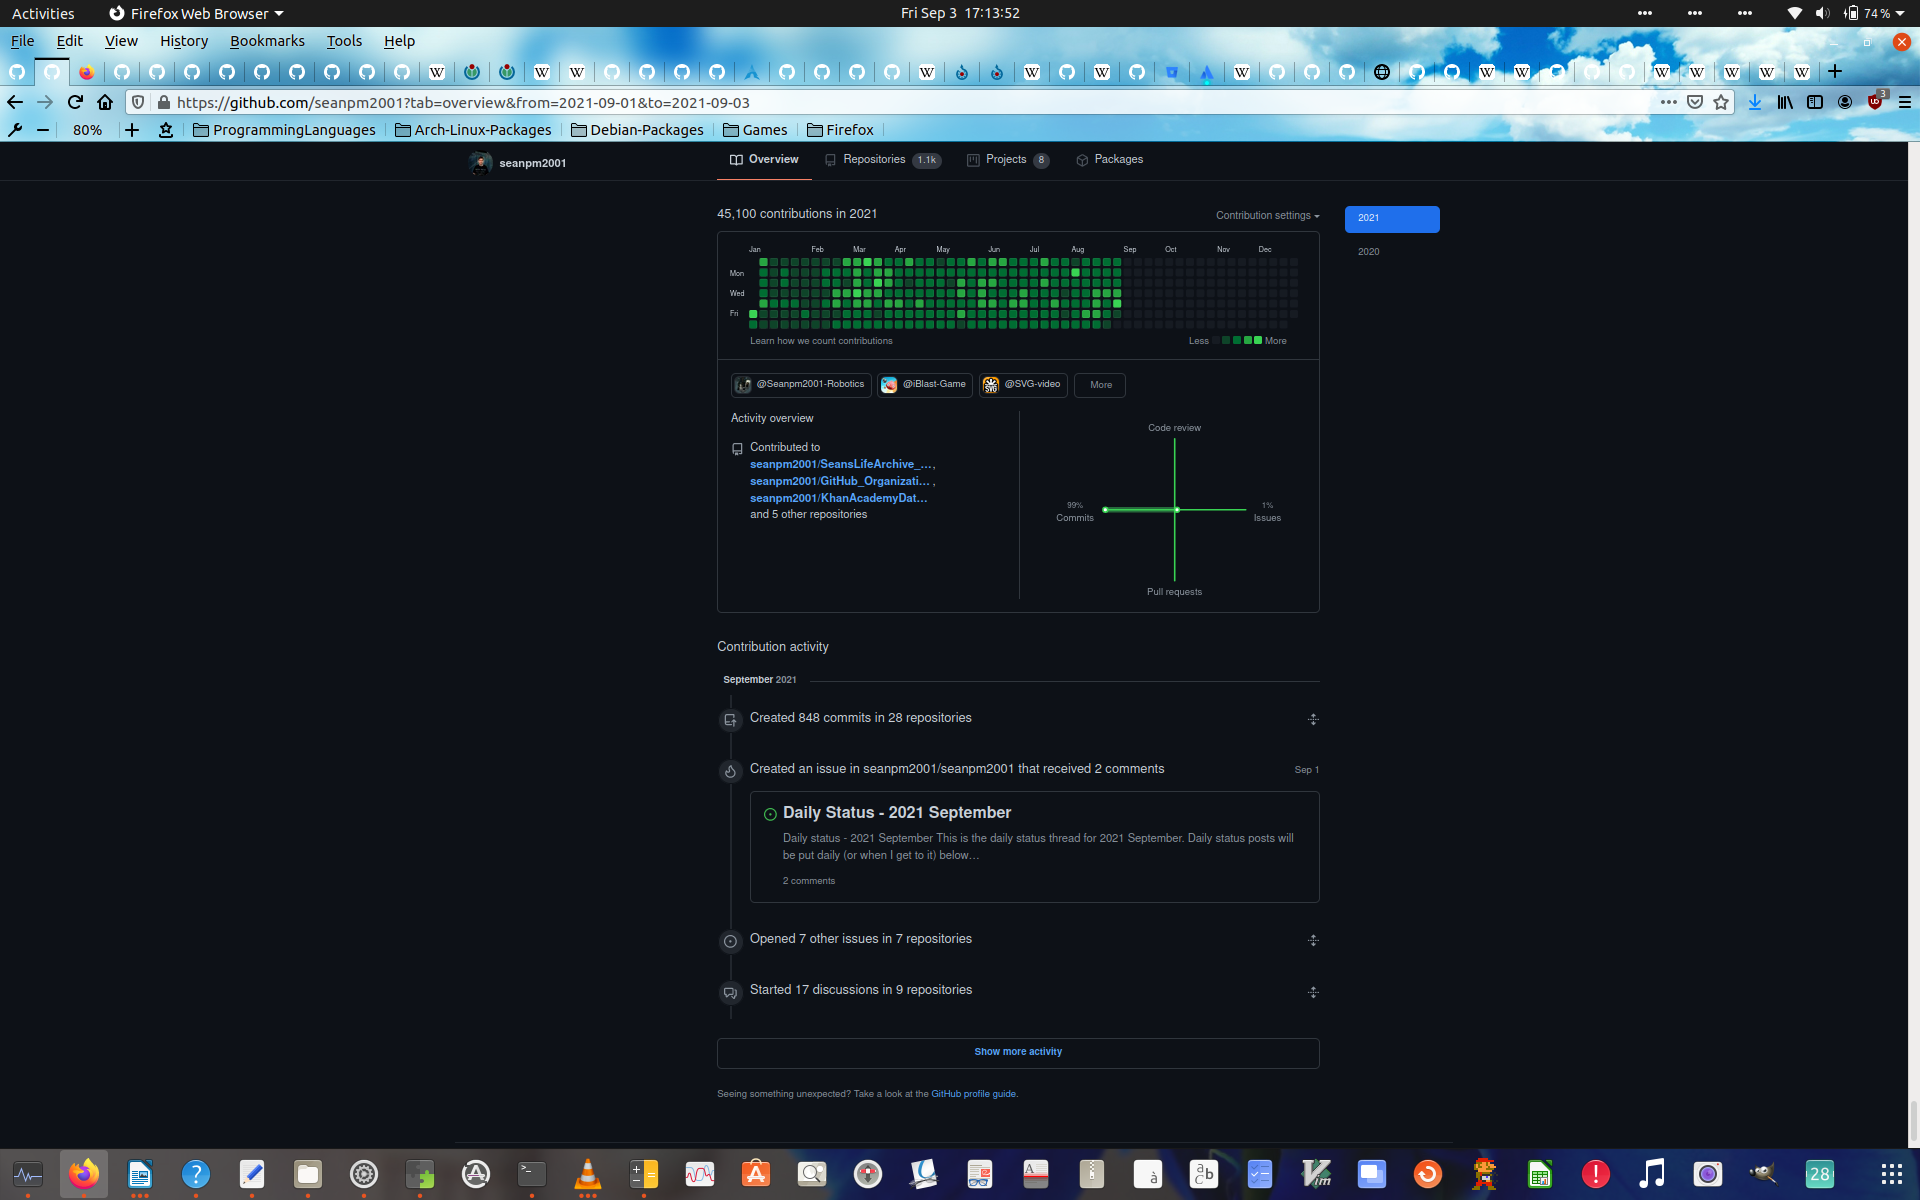 Activities Firefox Web Browser Fri Sep 3 17:13:52 74 %
File Edit View History Bookmarks Tools Help
https://github.com/seanpm2001?tab=overview&from=2021-09-01&to=2021-09-03 3
80% ProgrammingLanguages Arch-Linux-Packages Debian-Packages Games Firefox
seanpm2001 Overview Repositories 1.1k Projects 8 Packages
45,100 contributions in 2021 Contribution settings 2021
2020
Jan Feb Mar Apr May Jun Jul Aug Sep Oct Nov Dec
Mon
Wed
Fri
Learn how we count contributions Less More
@Seanpm2001-Robotics @iBlast-Game @SVG-video More
Activity overview
Code review
Contributed to
seanpm2001/SeansLifeArchive_…,
seanpm2001/GitHub_Organizati… ,
seanpm2001/KhanAcademyDat…
and 5 other repositories
99% 1%
Commits Issues
Pull requests
Contribution activity
September 2021
Created 848 commits in 28 repositories
Created an issue in seanpm2001/seanpm2001 that received 2 comments Sep 1
Daily Status - 2021 September
Daily status - 2021 September This is the daily status thread for 2021 September. Daily status posts will
be put daily (or when I get to it) below…
2 comments
Opened 7 other issues in 7 repositories
Started 17 discussions in 9 repositories
Show more activity
Seeing something unexpected? Take a look at the GitHub profile guide.
28